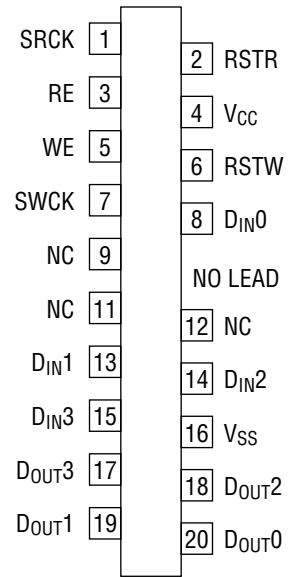 SRCK 1
2 RSTR
RE 3
4 VCC
WE 5
6 RSTW
SWCK 7
8 DIN0
NC 9
NO LEAD
NC 11
12 NC
DIN1 13
14 DIN2
DIN3 15
16 VSS
DOUT3 17
18 DOUT2
DOUT1 19
20 DOUT0